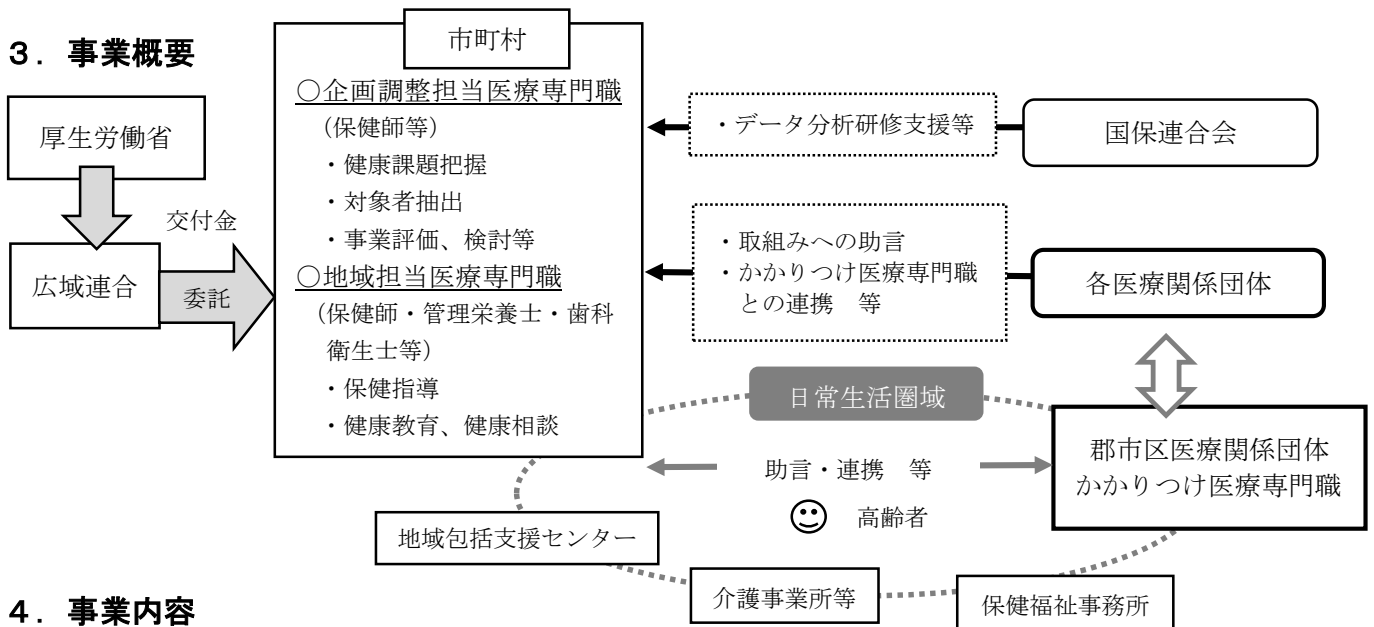 3．事業概要
厚生労働省
交付金
広域連合
委託
市町村
○企画調整担当医療専門職
（保健師等）
・健康課題把握
・対象者抽出
・事業評価、検討等
○地域担当医療専門職
（保健師・管理栄養士・歯科
衛生士等）
・保健指導
・健康教育、健康相談
・データ分析研修支援等
国保連合会
・取組みへの助言
・かかりつけ医療専門職
との連携　等
各医療関係団体
日常生活圏域
助言・連携　等
高齢者
郡市区医療関係団体
かかりつけ医療専門職
地域包括支援センター
介護事業所等
保健福祉事務所
4．事業内容